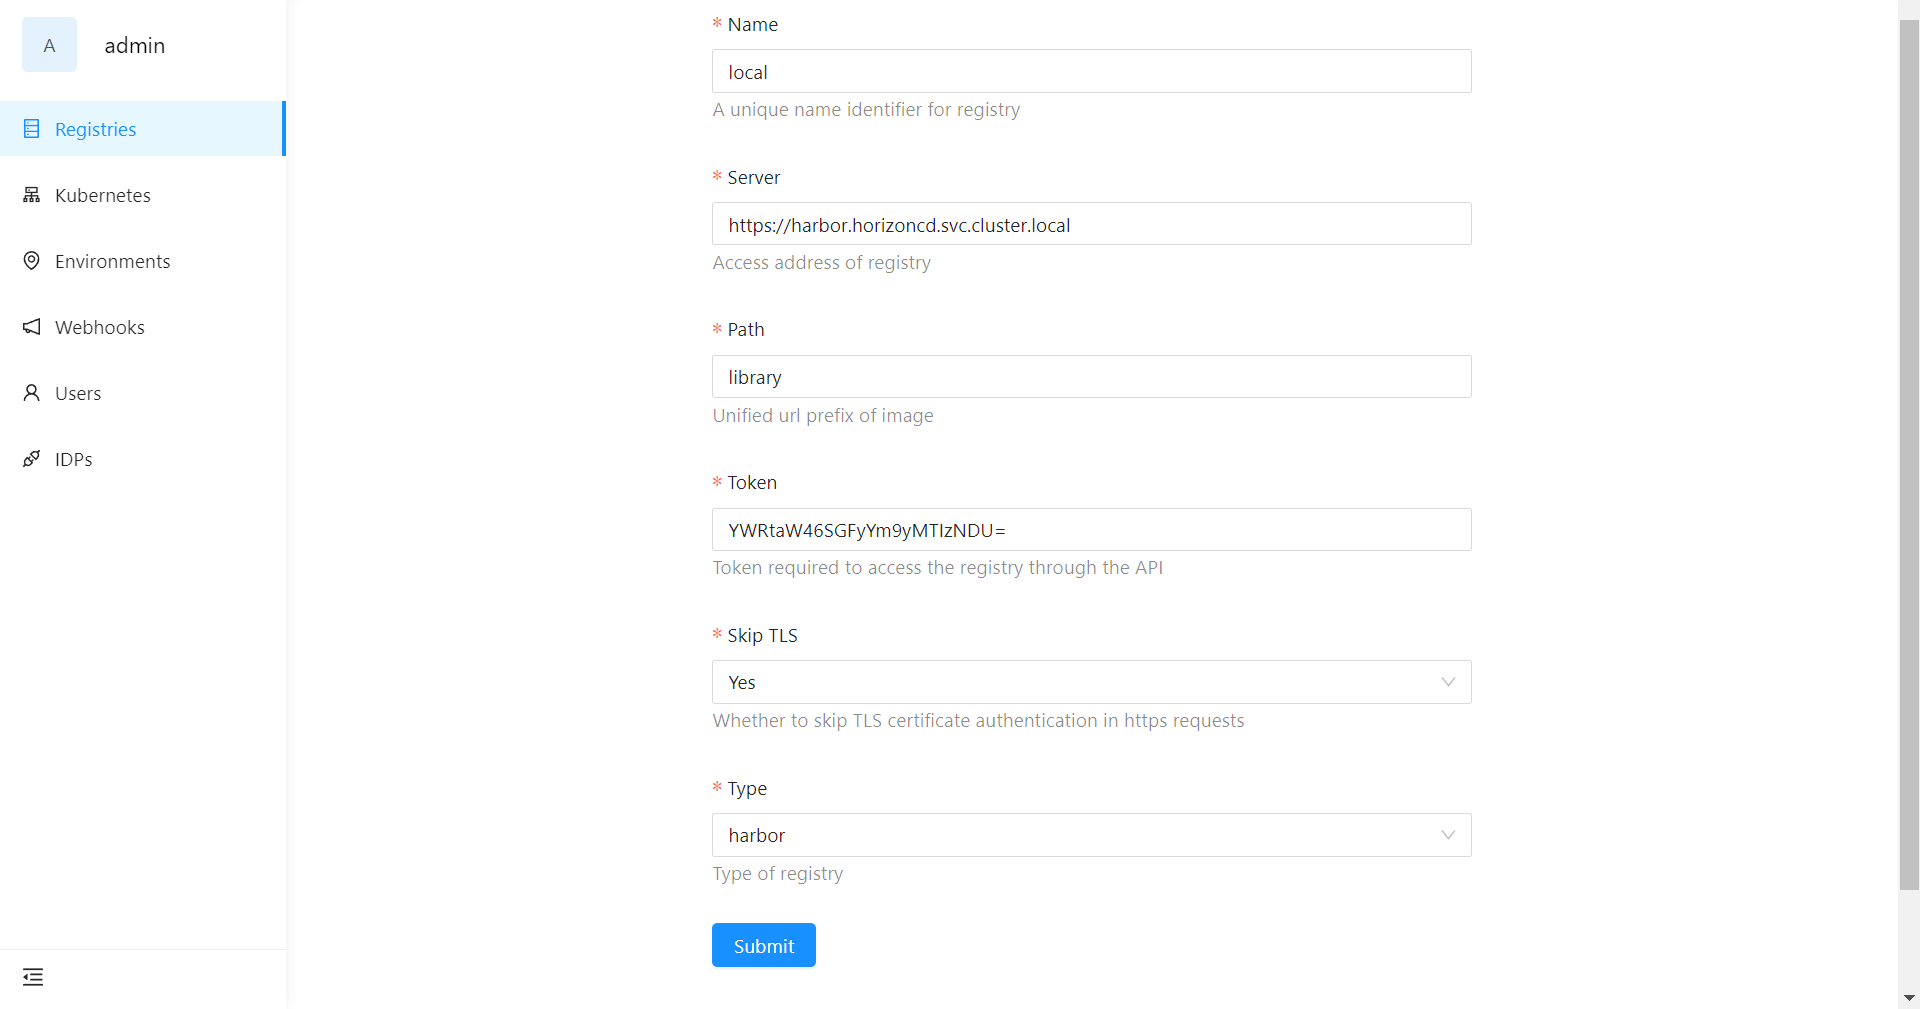 A
admin
Registries
Kubernetes
Environments
Webhooks
Users
IDPs
* Name
local
A unique name identifier for registry
* Server
https://harbor.horizoncd.svc.cluster.local
Access address of registry
* Path
library
Unified url prefix of image
* Token
YWRtaW46SGFyYm9yMTIzNDU=
Token required to access the registry through the API
* Skip TLS
Yes
Whether to skip TLS certificate authentication in https requests
* Type
harbor
Type of registry
Submit